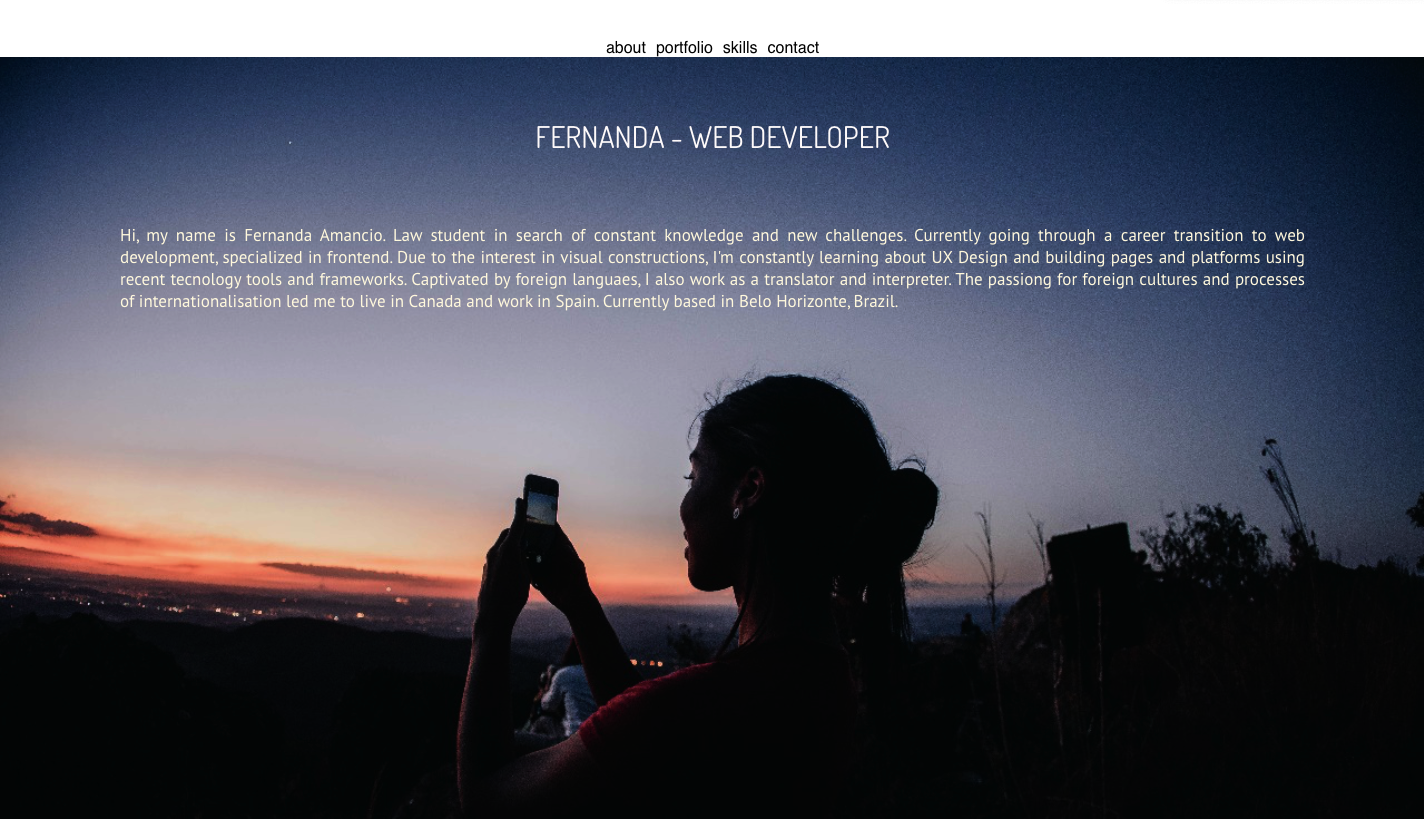 about portfolio skills contact
FERNANDA - WEB DEVELOPER
Hi, my name is Fernanda Amancio. Law student in search of constant knowledge and new challenges. Currently going through a career transition to web
development, specialized in frontend. Due to the interest in visual constructions, I'm constantly learning about UX Design and building pages and platforms using
recent tecnology tools and frameworks. Captivated by foreign languaes, I also work as a translator and interpreter. The passiong for foreign cultures and processes
of internationalisation led me to live in Canada and work in Spain. Currently based in Belo Horizonte, Brazil.